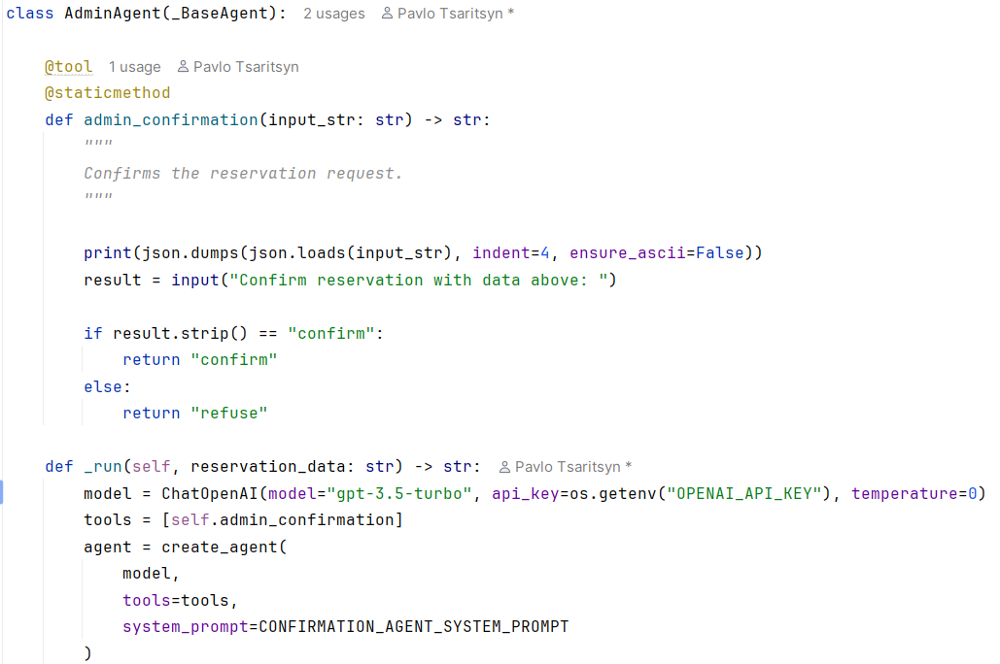 class AdminAgent(_BaseAgent):  2 usages  Pavlo Tsaritsyn *
@tool  1 usage  Pavlo Tsaritsyn
@staticmethod
def admin_confirmation(input_str: str) -> str:
"""
Confirms the reservation request.
"""
print(json.dumps(json.loads(input_str), indent=4, ensure_ascii=False))
result = input("Confirm reservation with data above: ")
if result.strip() == "confirm":
return "confirm"
else:
return "refuse"
def _run(self, reservation_data: str) -> str:  Pavlo Tsaritsyn *
model = ChatOpenAI(model="gpt-3.5-turbo", api_key=os.getenv("OPENAI_API_KEY"), temperature=0)
tools = [self.admin_confirmation]
agent = create_agent(
model,
tools=tools,
system_prompt=CONFIRMATION_AGENT_SYSTEM_PROMPT
)